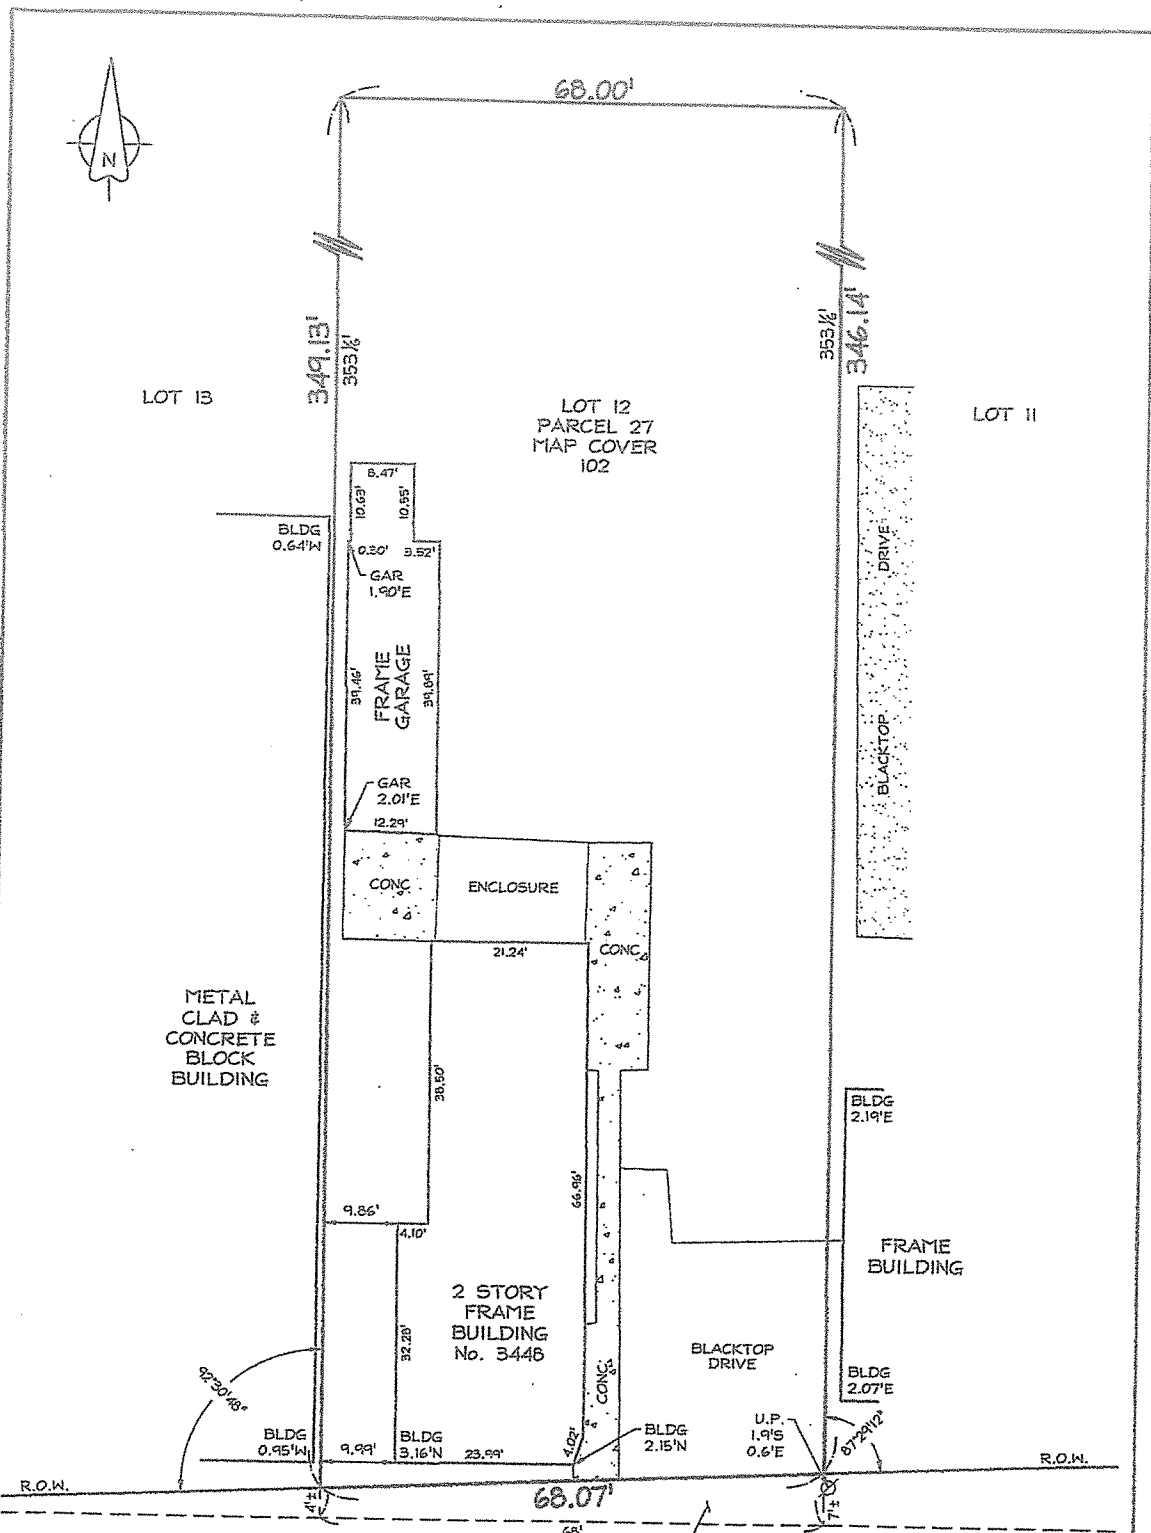 68.00'
N
349.13'
353⅙'
353⅙'
346.14'
LOT 13
LOT 12
PARCEL 27
MAP COVER
102
LOT 11
8.47'
10.63'
10.55'
BLDG
0.64'W
0.30'
3.52'
GAR
1.90'E
BLACKTOP DRIVE
FRAME
GARAGE
39.46'
39.89'
GAR
2.01'E
12.29'
CONC.
ENCLOSURE
CONC.
21.24'
METAL
CLAD &
CONCRETE
BLOCK
BUILDING
38.50'
BLDG
2.19'E
66.96'
9.86'
4.10'
FRAME
BUILDING
2 STORY
FRAME
BUILDING
No. 3448
32.28'
BLACKTOP
DRIVE
CONC.
BLDG
2.07'E
92°30'48"
87°29'12"
BLDG
0.95'W
9.99'
BLDG
3.16'N
23.99'
4.02'
BLDG
2.15'N
U.P.
1.9'S
0.6'E
R.O.W.
R.O.W.
68.07'
4'±
7'±
68'